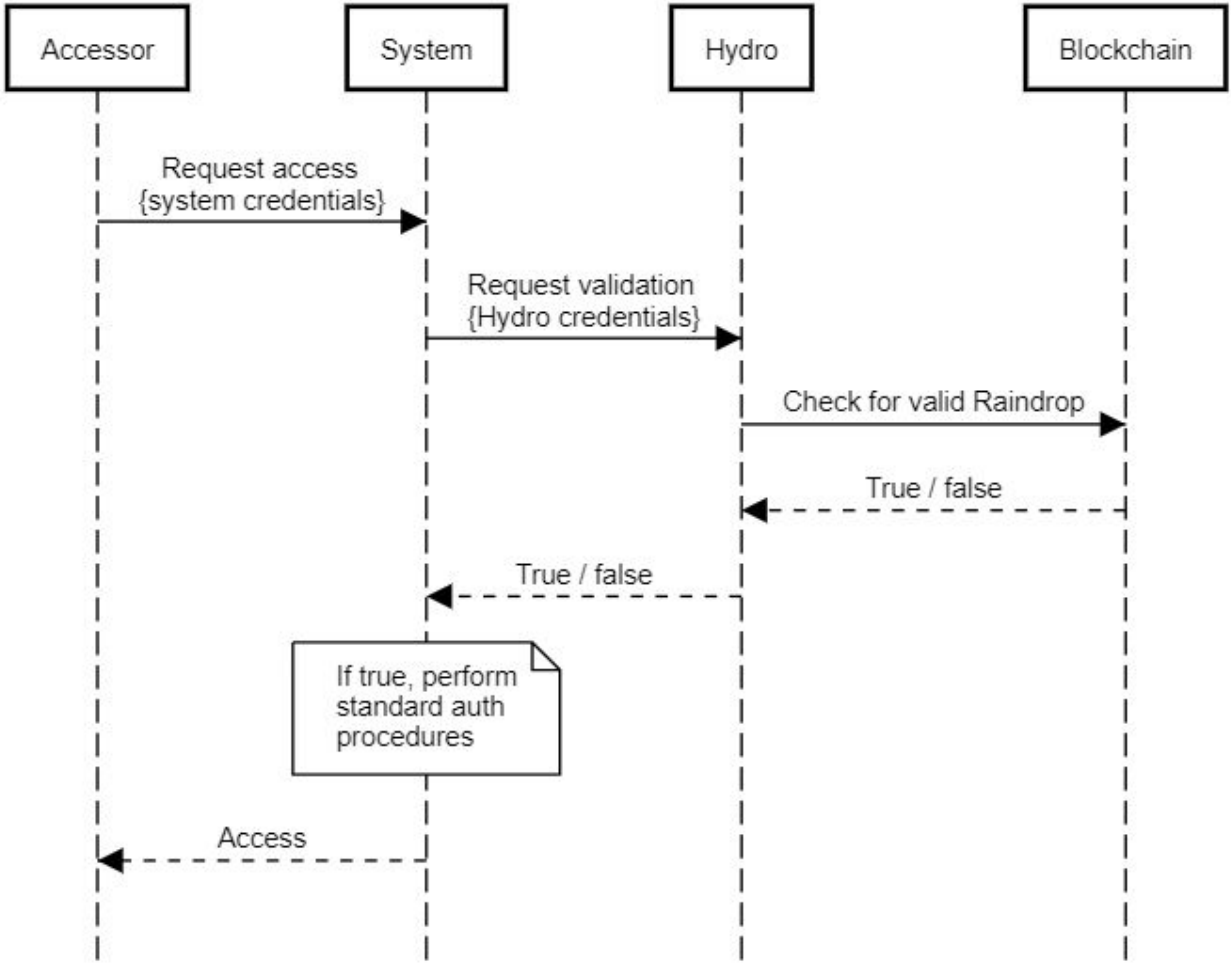 Accessor
System
Hydro
Blockchain
Request access
{system credentials}
Request validation
{Hydro credentials}
Check for valid Raindrop
True / false
True / false
If true, perform
standard auth
procedures
Access